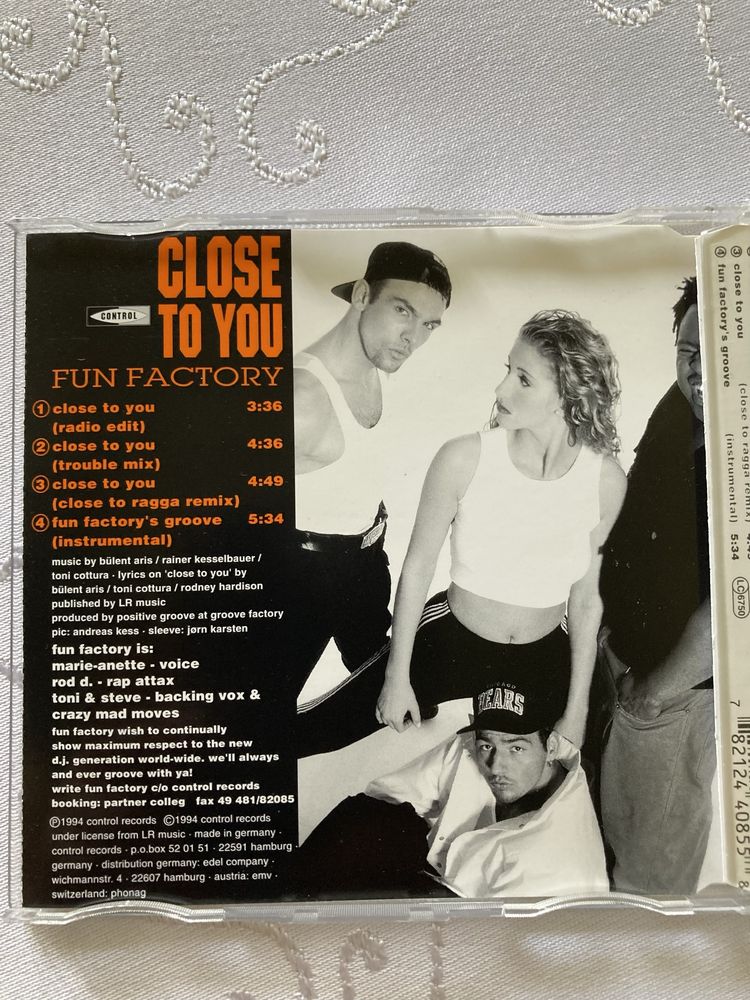 CLOSE
TO YOU
CONTROL
FUN FACTORY
1 close to you 3:36
(radio edit)
2 close to you 4:36
(trouble mix)
3 close to you 4:49
(close to ragga remix)
4 fun factory's groove 5:34
(instrumental)
music by bülent aris / rainer kesselbauer /
toni cottura - lyrics on 'close to you' by
bülent aris / toni cottura / rodney hardison
published by LR music
produced by positive groove at groove factory
pic: andreas kess - sleeve: jørn karsten
fun factory is:
marie-anette - voice
rod d. - rap attax
toni & steve - backing vox &
crazy mad moves
fun factory wish to continually
show maximum respect to the new
d.j. generation world-wide. we'll always
and ever groove with ya!
write fun factory c/o control records
booking: partner colleg fax 49 481/82085
℗1994 control records ©1994 control records
under license from LR music · made in germany ·
control records · p.o.box 52 01 51 · 22591 hamburg ·
germany · distribution germany: edel company ·
wichmannstr. 4 · 22607 hamburg · austria: emv ·
switzerland: phonag
BEARS
3 close to you (close to ragga remix)
4 fun factory's groove (instrumental) 5:34
LC 6750
7 82124 40855 8